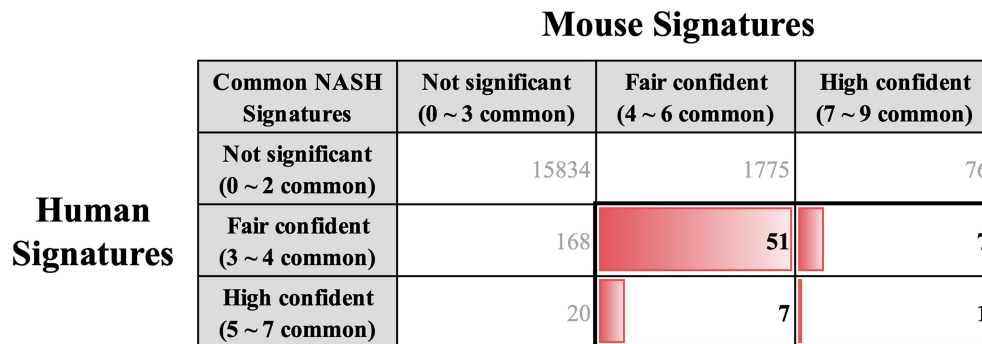 Mouse Signatures
Common NASH Signatures Not significant (0 ~ 3 common) Fair confident (4 ~ 6 common) High confident (7 ~ 9 common)
Not significant (0 ~ 2 common) 15834 1775
Human Signatures
Fair confident (3 ~ 4 common) 168 51 7
High confident (5 ~ 7 common) 20 7 1